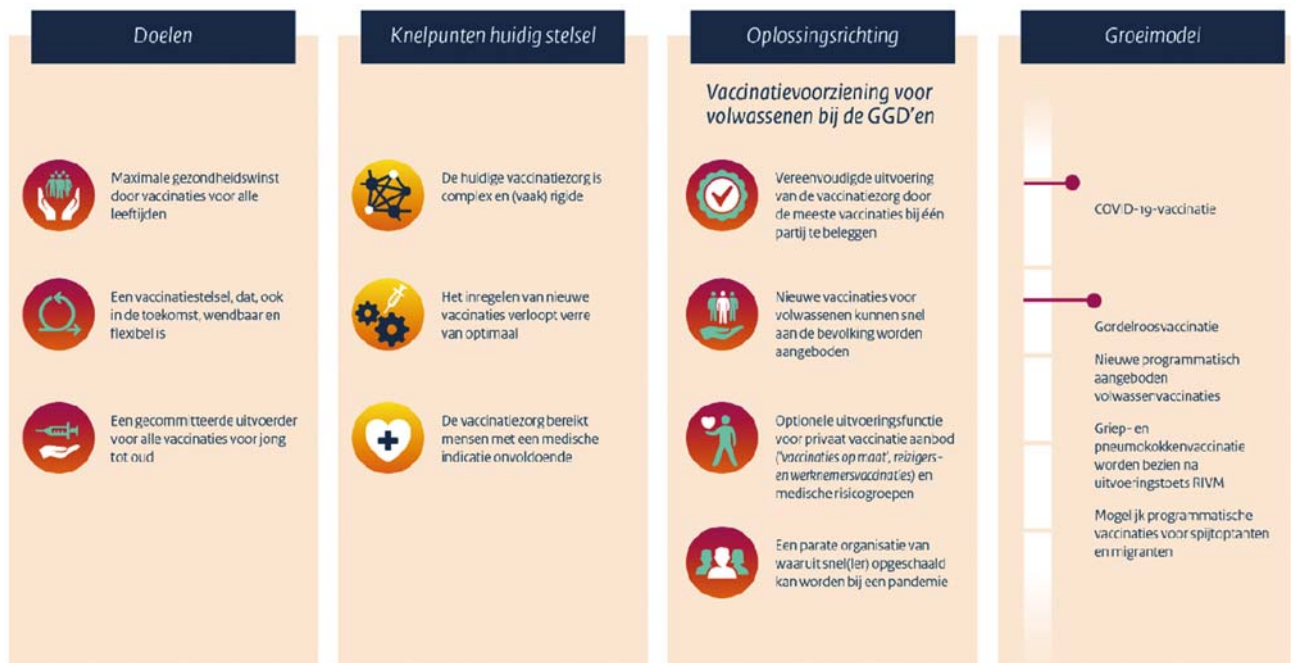 Doelen
Maximale gezondheidswinst
door vaccinaties voor alle
leeftijden
Een vaccinatiestelsel, dat, ook
in de toekomst, wendbaar en
flexibel is
Een gecommitteerde uitvoerder
voor alle vaccinaties voor jong
tot oud
Knelpunten huidig stelsel
De huidige vaccinatiezorg is
complex en (vaak) rigide
Het inregelen van nieuwe
vaccinaties verloopt verre
van optimaal
De vaccinatiezorg bereikt
mensen met een medische
indicatie onvoldoende
Oplossingsrichting
Vaccinatievoorziening voor
volwassenen bij de GGD'en
Vereenvoudigde uitvoering
van de vaccinatiezorg door
de meeste vaccinaties bij één
partij te beleggen
Nieuwe vaccinaties voor
volwassenen kunnen snel
aan de bevolking worden
aangeboden
Optionele uitvoeringsfunctie
voor privaat vaccinatie aanbod
('vaccinaties op maat', reizigers-
en werknemersvaccinaties) en
medische risicogroepen
Een parate organisatie van
waaruit snel(ler) opgeschaald
kan worden bij een pandemie
Groeimodel
COVID-19-vaccinatie
Gordelroosvaccinatie
Nieuwe programmatisch
aangeboden
volwassenvaccinaties
Griep- en
pneumokokkenvaccinatie
worden bezien na
uitvoeringstoets RIVM
Mogelijk programmatische
vaccinaties voor spijtoptanten
en migranten